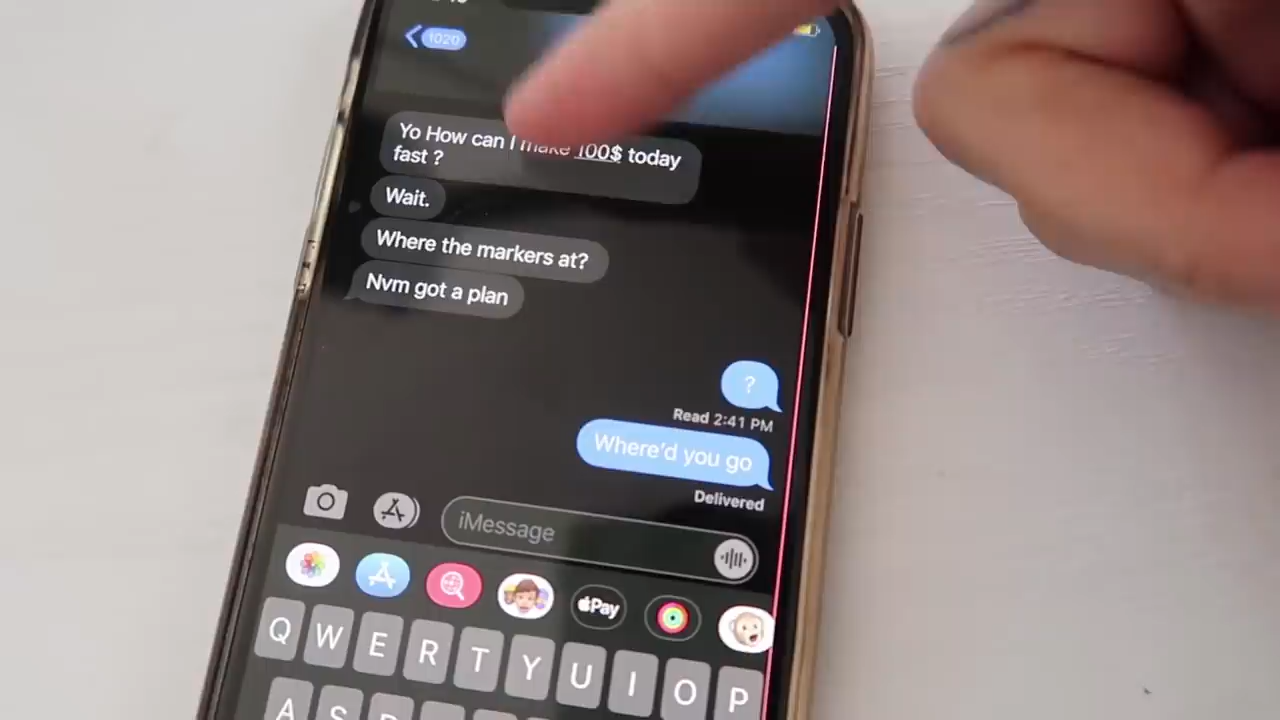 1020
Yo How can I make 100$ today
fast ?
Wait.
Where the markers at?
Nvm got a plan
?
Read 2:41 PM
Where'd you go
Delivered
iMessage
Pay
Q W E R T Y U I O P
A S